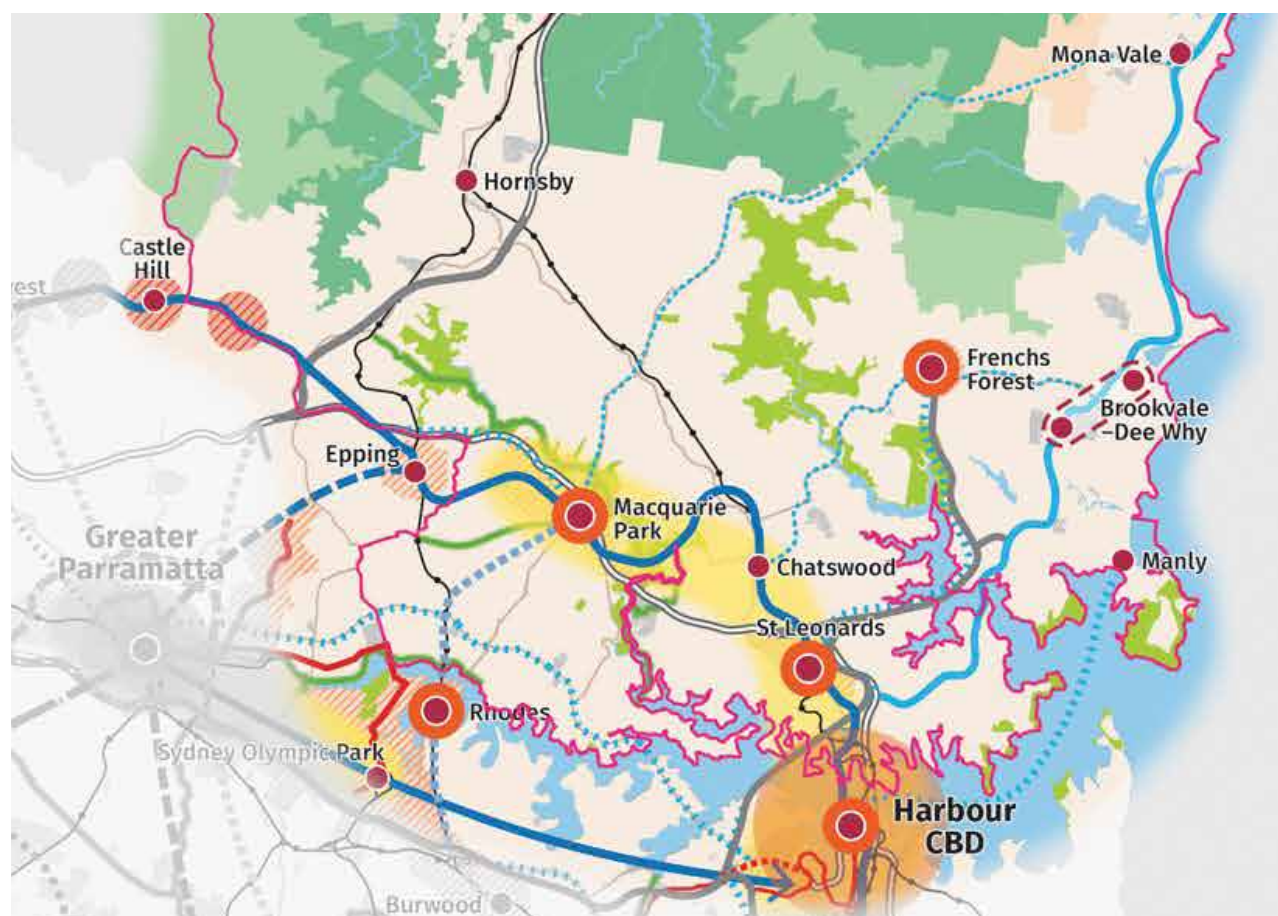 Mona Vale
Hornsby
Castle
Hill
Frenchs
Forest
Brookvale
–Dee Why
Epping
Macquarie
Park
Greater
Parramatta
Chatswood
Manly
St Leonards
Rhodes
Sydney Olympic Park
Harbour
CBD
Burwood